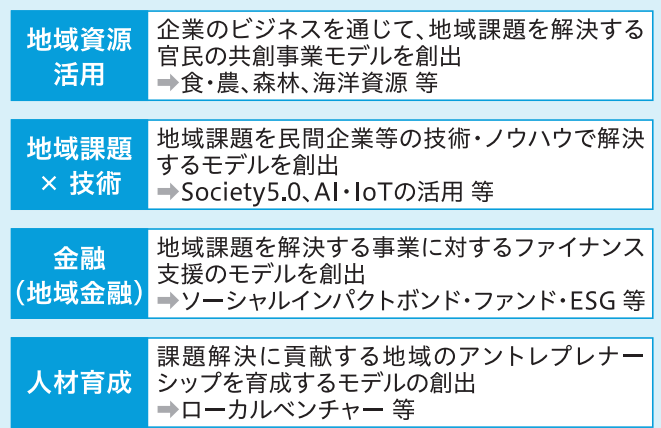 地域資源
活用
企業のビジネスを通じて、地域課題を解決する
官民の共創事業モデルを創出
➡食・農、森林、海洋資源 等
地域課題
× 技術
地域課題を民間企業等の技術・ノウハウで解決
するモデルを創出
➡Society5.0、AI・IoTの活用 等
金融
（地域金融）
地域課題を解決する事業に対するファイナンス
支援のモデルを創出
➡ソーシャルインパクトボンド・ファンド・ESG 等
人材育成
課題解決に貢献する地域のアントレプレナー
シップを育成するモデルの創出
➡ローカルベンチャー 等